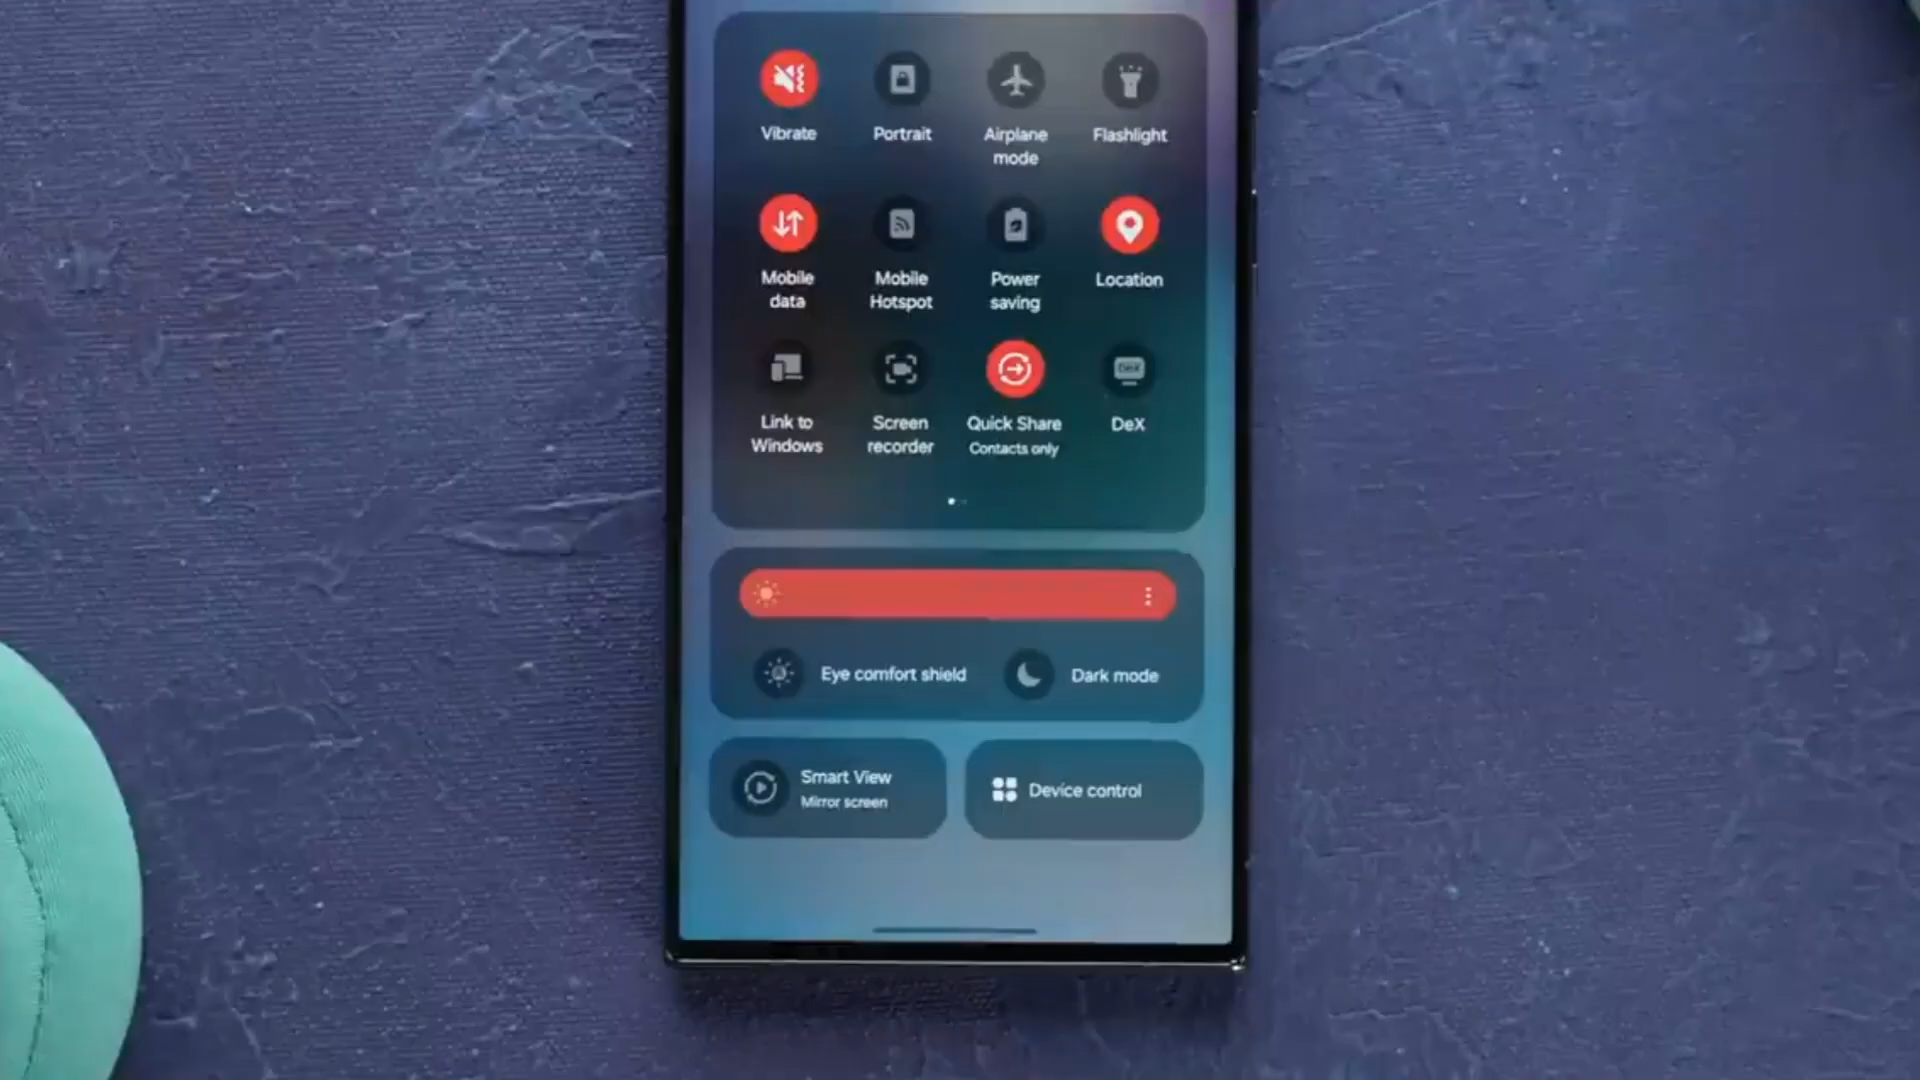 Vibrate
Portrait
Airplane
mode
Flashlight
Mobile
data
Mobile
Hotspot
Power
saving
Location
Link to
Windows
Screen
recorder
Quick Share
Contacts only
DeX
DeX
Eye comfort shield
Dark mode
Smart View
Mirror screen
Device control